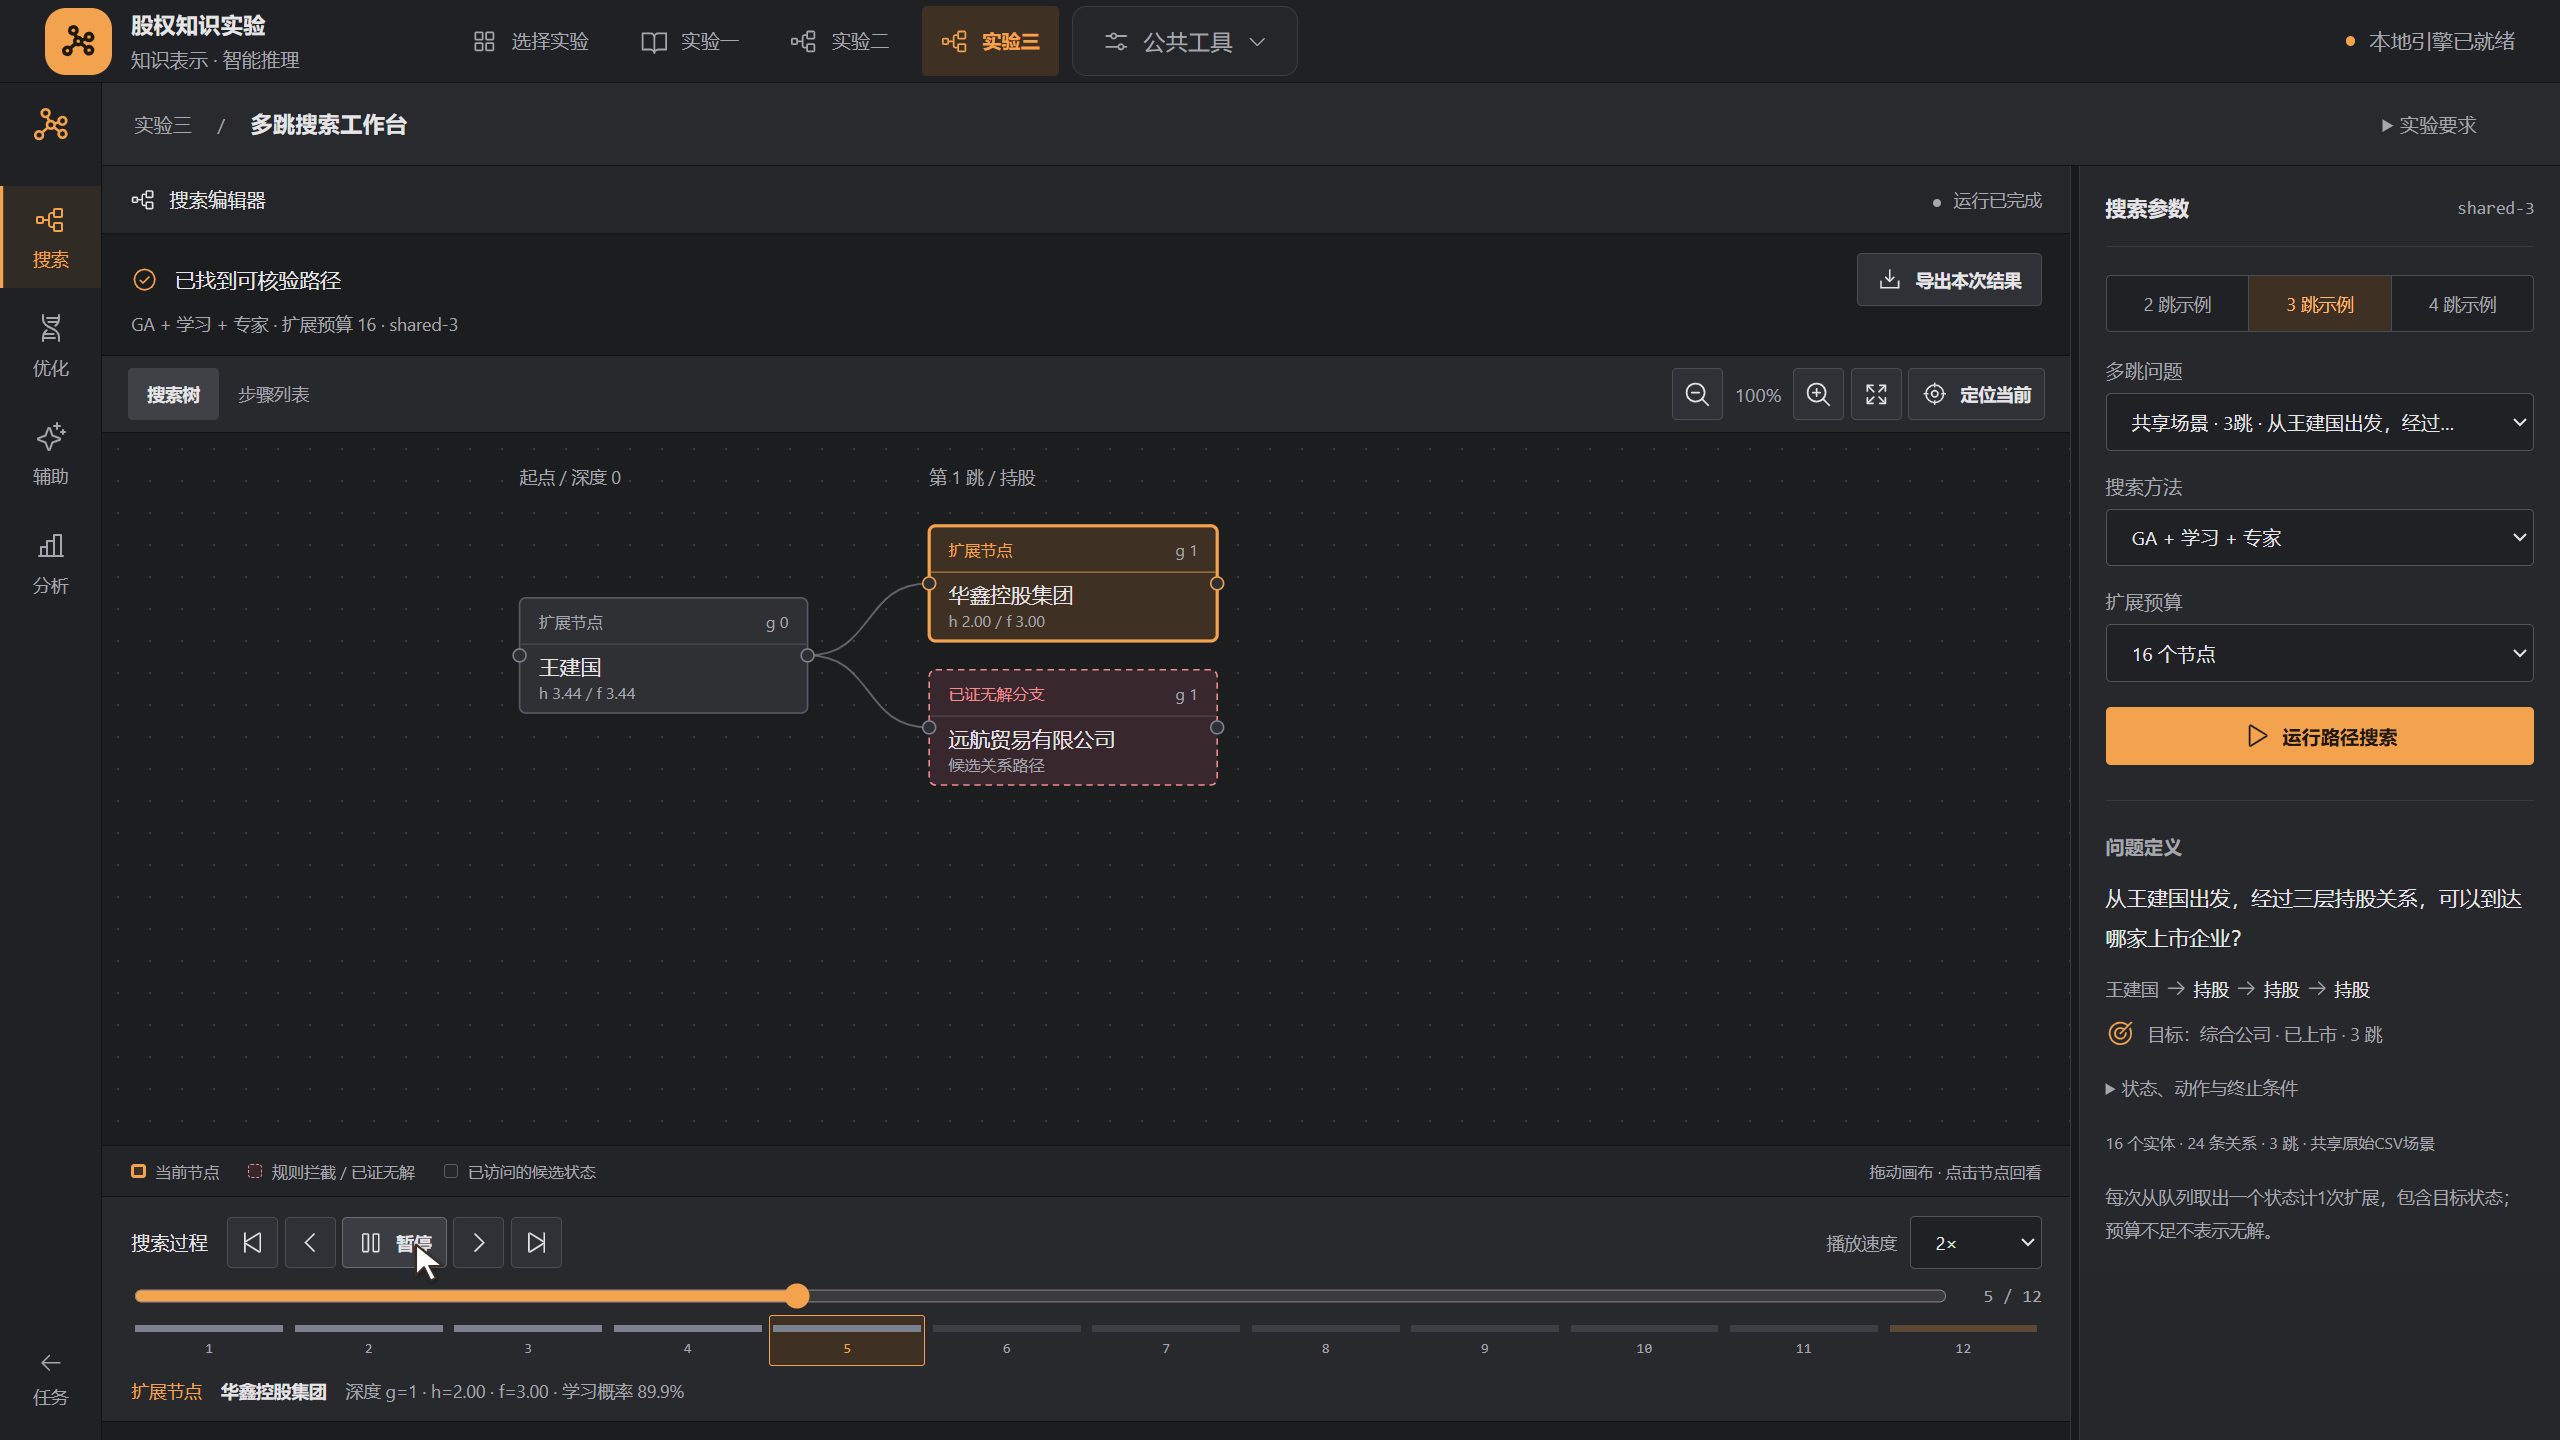 股权知识实验
知识表示 · 智能推理
选择实验
实验一
实验二
实验三
公共工具
本地引擎已就绪
实验三 / 多跳搜索工作台
▶ 实验要求
搜索
优化
辅助
分析
任务
搜索编辑器
运行已完成
已找到可核验路径
GA + 学习 + 专家 · 扩展预算 16 · shared-3
导出本次结果
搜索树
步骤列表
100%
定位当前
起点 / 深度 0
第 1 跳 / 持股
扩展节点 g 0
王建国
h 3.44 / f 3.44
扩展节点 g 1
华鑫控股集团
h 2.00 / f 3.00
已证无解分支 g 1
远航贸易有限公司
候选关系路径
当前节点
规则拦截 / 已证无解
已访问的候选状态
拖动画布 · 点击节点回看
搜索过程
暂停
播放速度
2×
5 / 12
1 2 3 4 5 6 7 8 9 10 11 12
扩展节点 华鑫控股集团 深度 g=1 · h=2.00 · f=3.00 · 学习概率 89.9%
搜索参数
shared-3
2 跳示例
3 跳示例
4 跳示例
多跳问题
共享场景 · 3跳 · 从王建国出发，经过...
搜索方法
GA + 学习 + 专家
扩展预算
16 个节点
运行路径搜索
问题定义
从王建国出发，经过三层持股关系，可以到达
哪家上市企业？
王建国 → 持股 → 持股 → 持股
目标：综合公司 · 已上市 · 3 跳
▶ 状态、动作与终止条件
16 个实体 · 24 条关系 · 3 跳 · 共享原始CSV场景
每次从队列取出一个状态计1次扩展，包含目标状态；
预算不足不表示无解。